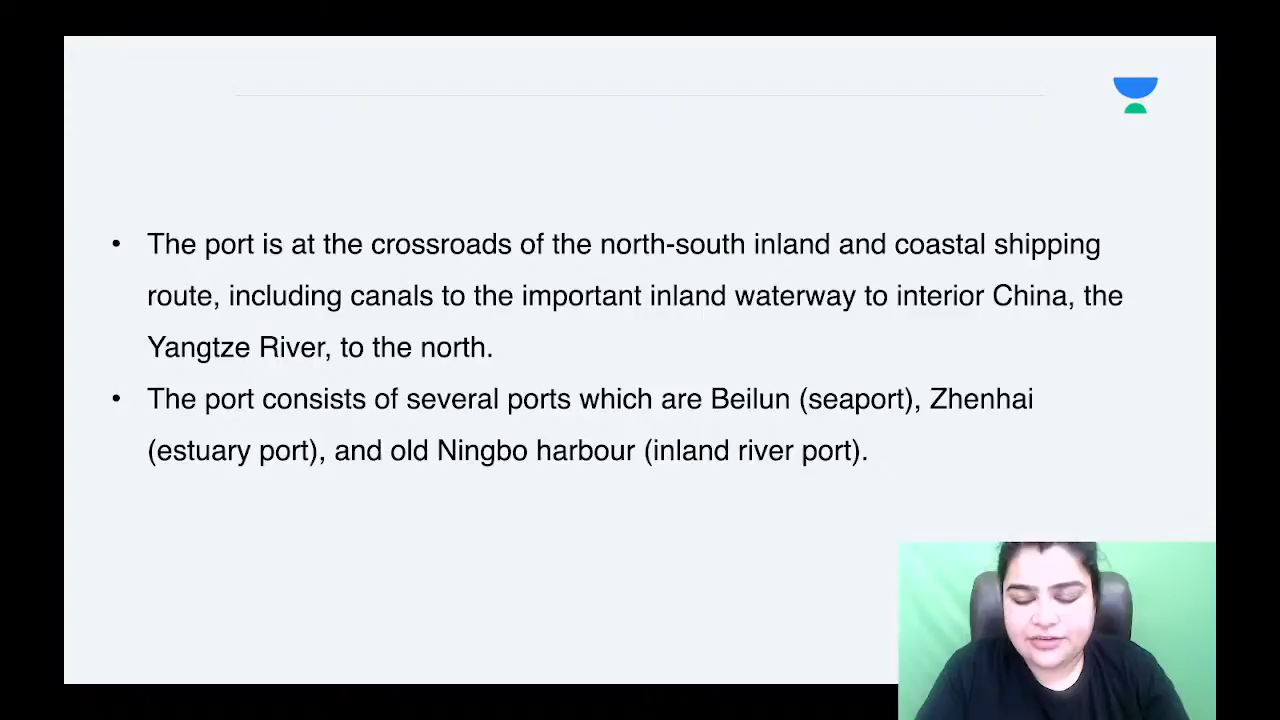 • The port is at the crossroads of the north-south inland and coastal shipping
route, including canals to the important inland waterway to interior China, the
Yangtze River, to the north.
• The port consists of several ports which are Beilun (seaport), Zhenhai
(estuary port), and old Ningbo harbour (inland river port).